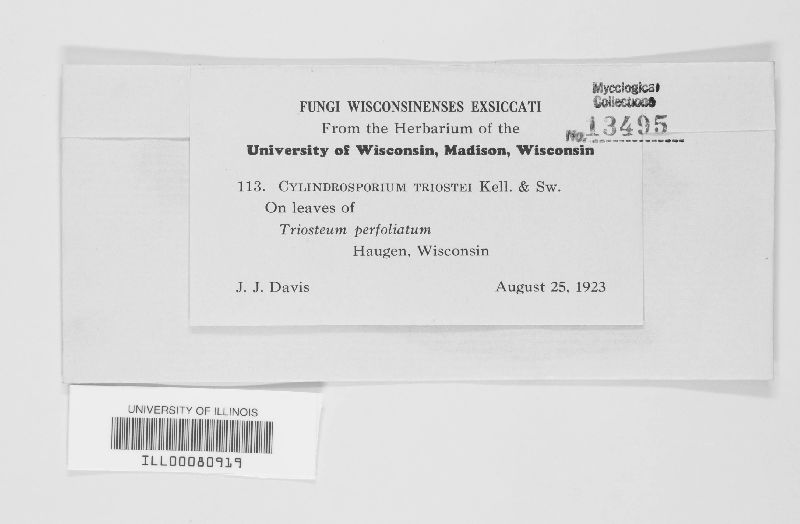 FUNGI WISCONSINENSES EXSICCATI
From the Herbarium of the
University of Wisconsin, Madison, Wisconsin
Mycological
Collections
No. 13495
113. CYLINDROSPORIUM TRIOSTEI Kell. & Sw.
On leaves of
Triosteum perfoliatum
Haugen, Wisconsin
J. J. Davis August 25, 1923
UNIVERSITY OF ILLINOIS
ILL00080919